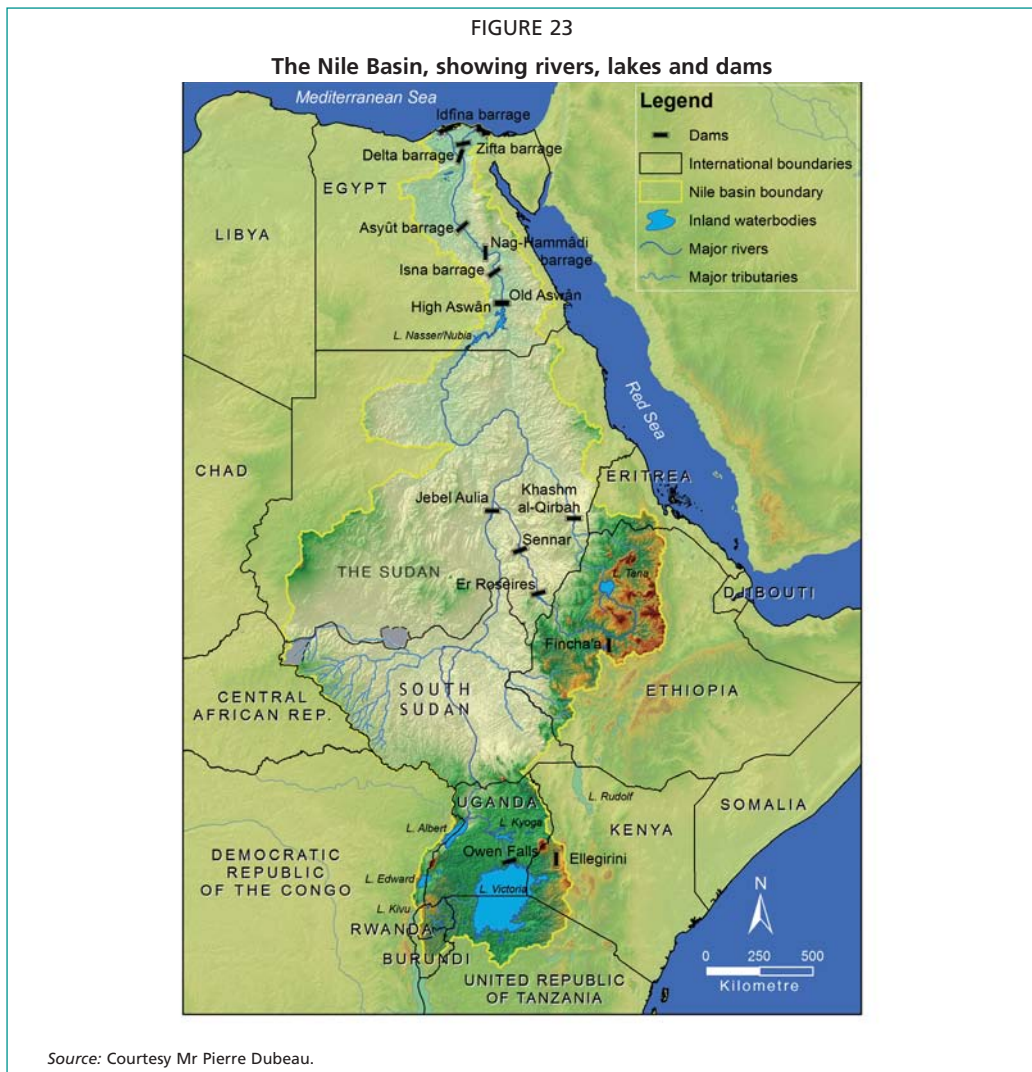 FIGURE 23
The Nile Basin, showing rivers, lakes and dams
Mediterranean Sea
Idfîna barrage
Delta barrage
Zifta barrage
EGYPT
LIBYA
Asyût barrage
Nag-Hammâdi
barrage
Isna barrage
High Aswân
Old Aswân
L. Nasser/Nubia
Red Sea
CHAD
ERITREA
Jebel Aulia
Khashm
al-Qirbah
Sennar
THE SUDAN
Er Roseires
L. Tana
DJIBOUTI
Fincha'a
ETHIOPIA
CENTRAL
AFRICAN REP.
SOUTH
SUDAN
UGANDA
L. Rudolf
SOMALIA
L. Albert
L. Kyoga
KENYA
DEMOCRATIC
REPUBLIC
OF THE CONGO
Owen Falls
Ellegirini
L. Edward
L. Victoria
L. Kivu
RWANDA
BURUNDI
UNITED REPUBLIC
OF TANZANIA
Legend
Dams
International boundaries
Nile basin boundary
Inland waterbodies
Major rivers
Major tributaries
N
0 250 500
Kilometre
Source: Courtesy Mr Pierre Dubeau.